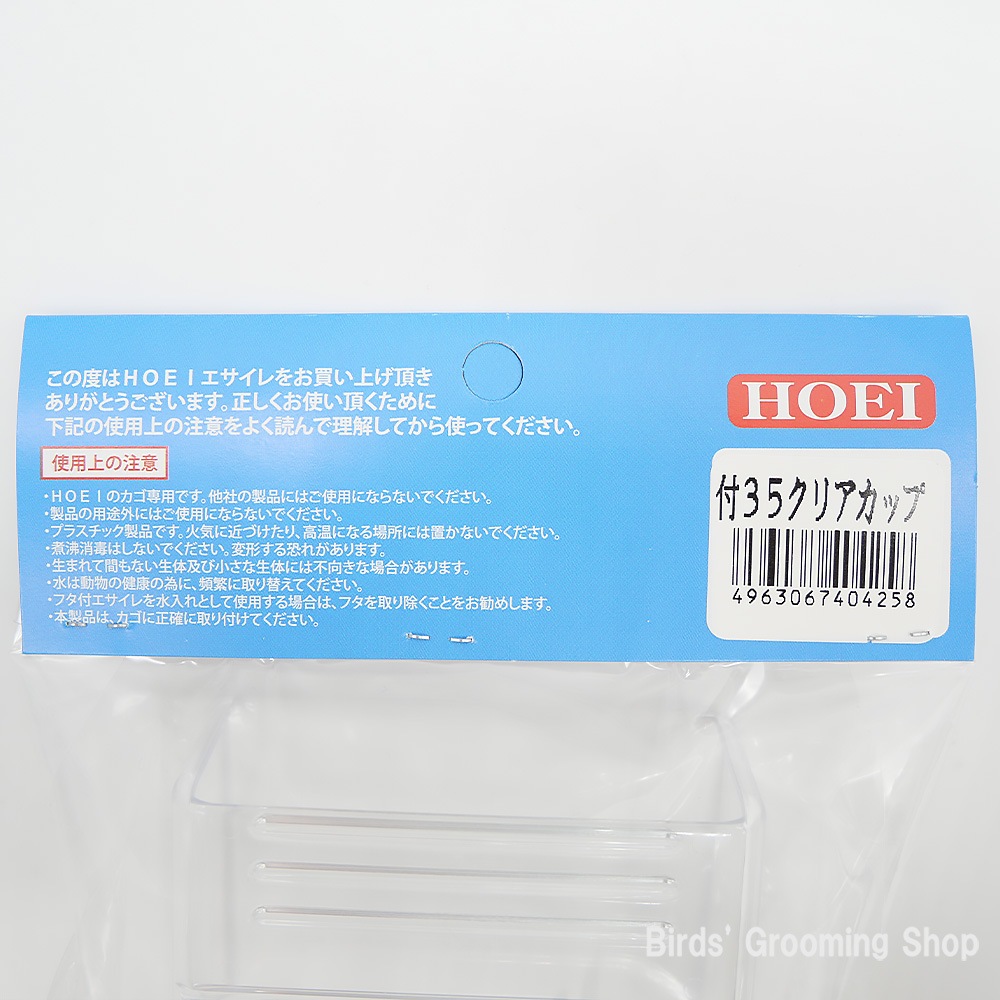 この度はＨＯＥＩエサイレをお買い上げ頂き
ありがとうございます。正しくお使い頂くために
下記の使用上の注意をよく読んで理解してから使ってください。
使用上の注意
・ＨＯＥＩのカゴ専用です。他社の製品にはご使用にならないでください。
・製品の用途外にはご使用にならないでください。
・プラスチック製品です。火気に近づけたり、高温になる場所には置かないでください。
・煮沸消毒はしないでください。変形する恐れがあります。
・生まれて間もない生体及び小さな生体には不向きな場合があります。
・水は動物の健康の為に、頻繁に取り替えてください。
・フタ付エサイレを水入れとして使用する場合は、フタを取り除くことをお勧めします。
・本製品は、カゴに正確に取り付けてください。
HOEI
付35クリアカップ
4963067404258
Birds' Grooming Shop